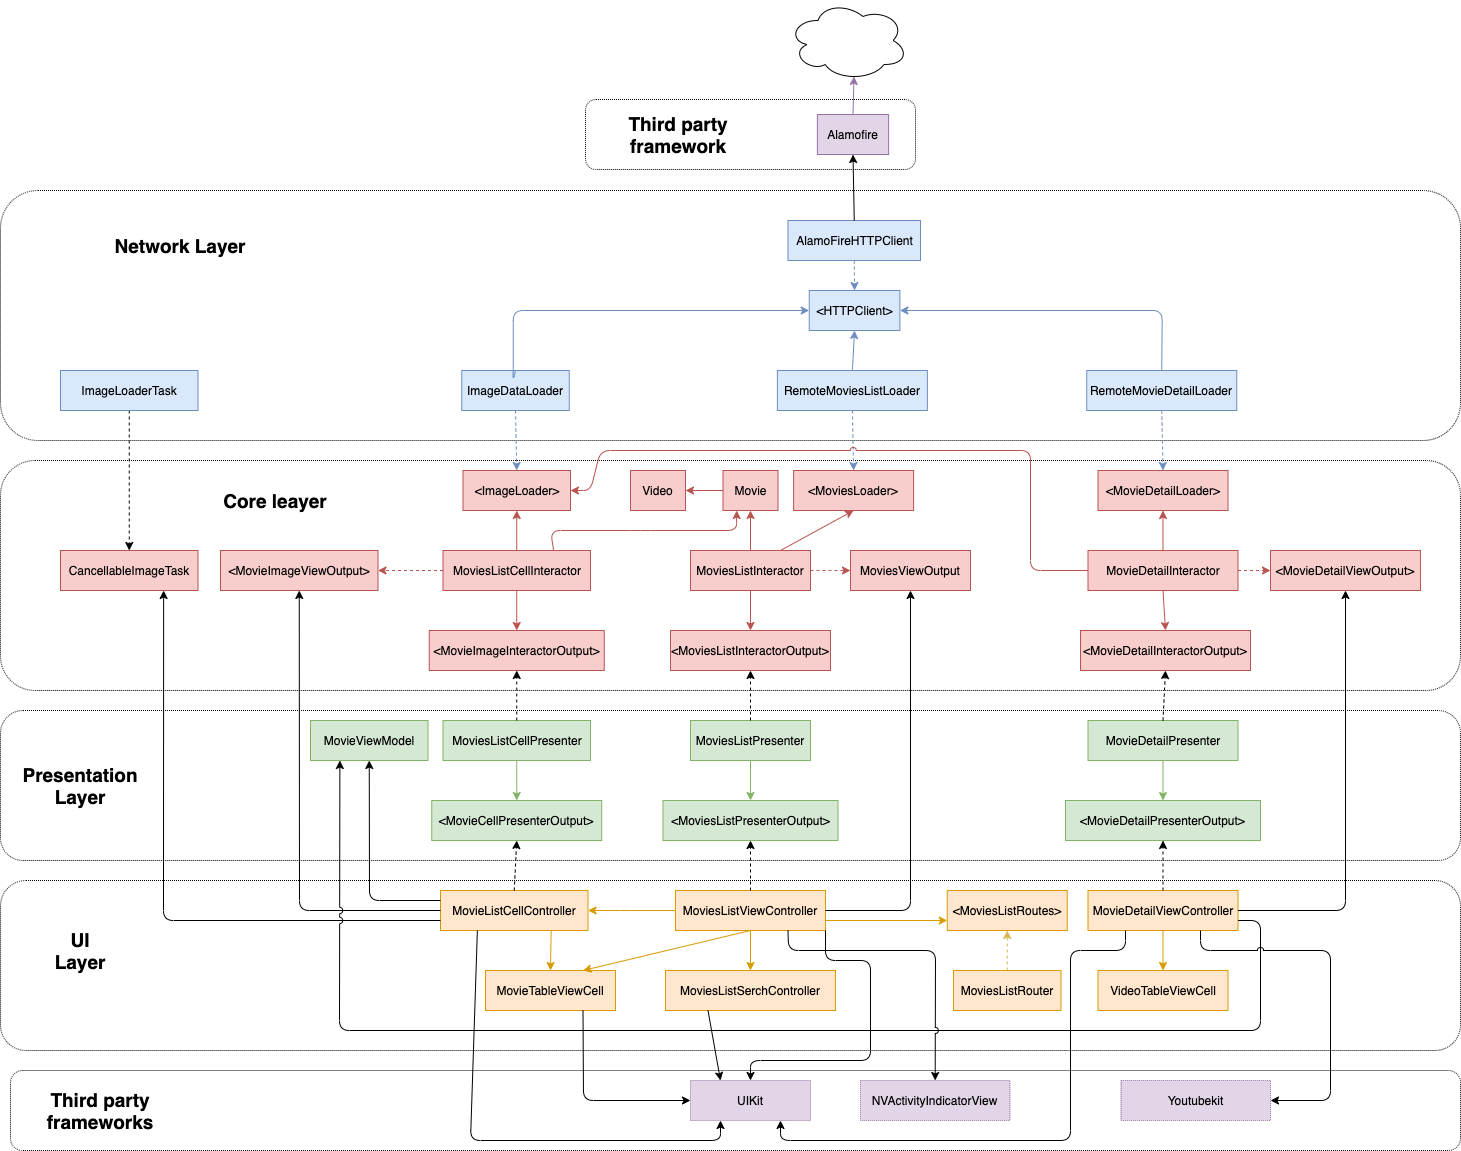 Third party
framework
Alamofire
Network Layer
AlamoFireHTTPClient
<HTTPClient>
ImageLoaderTask
ImageDataLoader
RemoteMoviesListLoader
RemoteMovieDetailLoader
Core leayer
<ImageLoader>
Video
Movie
<MoviesLoader>
<MovieDetailLoader>
CancellableImageTask
<MovieImageViewOutput>
MoviesListCellInteractor
MoviesListInteractor
MoviesViewOutput
MovieDetailInteractor
<MovieDetailViewOutput>
<MovieImageInteractorOutput>
<MoviesListInteractorOutput>
<MovieDetailInteractorOutput>
Presentation
Layer
MovieViewModel
MoviesListCellPresenter
MoviesListPresenter
MovieDetailPresenter
<MovieCellPresenterOutput>
<MoviesListPresenterOutput>
<MovieDetailPresenterOutput>
UI
Layer
MovieListCellController
MoviesListViewController
<MoviesListRoutes>
MovieDetailViewController
MovieTableViewCell
MoviesListSerchController
MoviesListRouter
VideoTableViewCell
Third party
frameworks
UIKit
NVActivityIndicatorView
Youtubekit